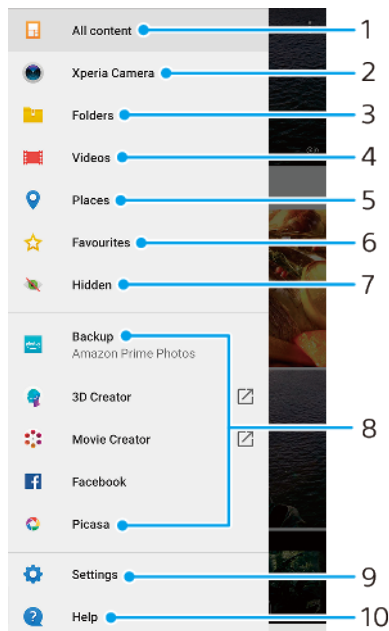 All content 1
Xperia Camera 2
Folders 3
Videos 4
Places 5
Favourites 6
Hidden 7
Backup
Amazon Prime Photos
3D Creator
Movie Creator 8
Facebook
Picasa
Settings 9
Help 10